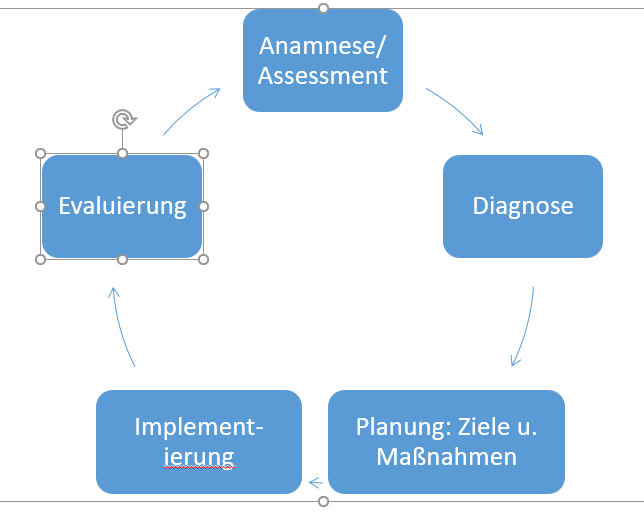 Anamnese/
Assessment
Diagnose
Planung: Ziele u.
Maßnahmen
Implement-
ierung
Evaluierung